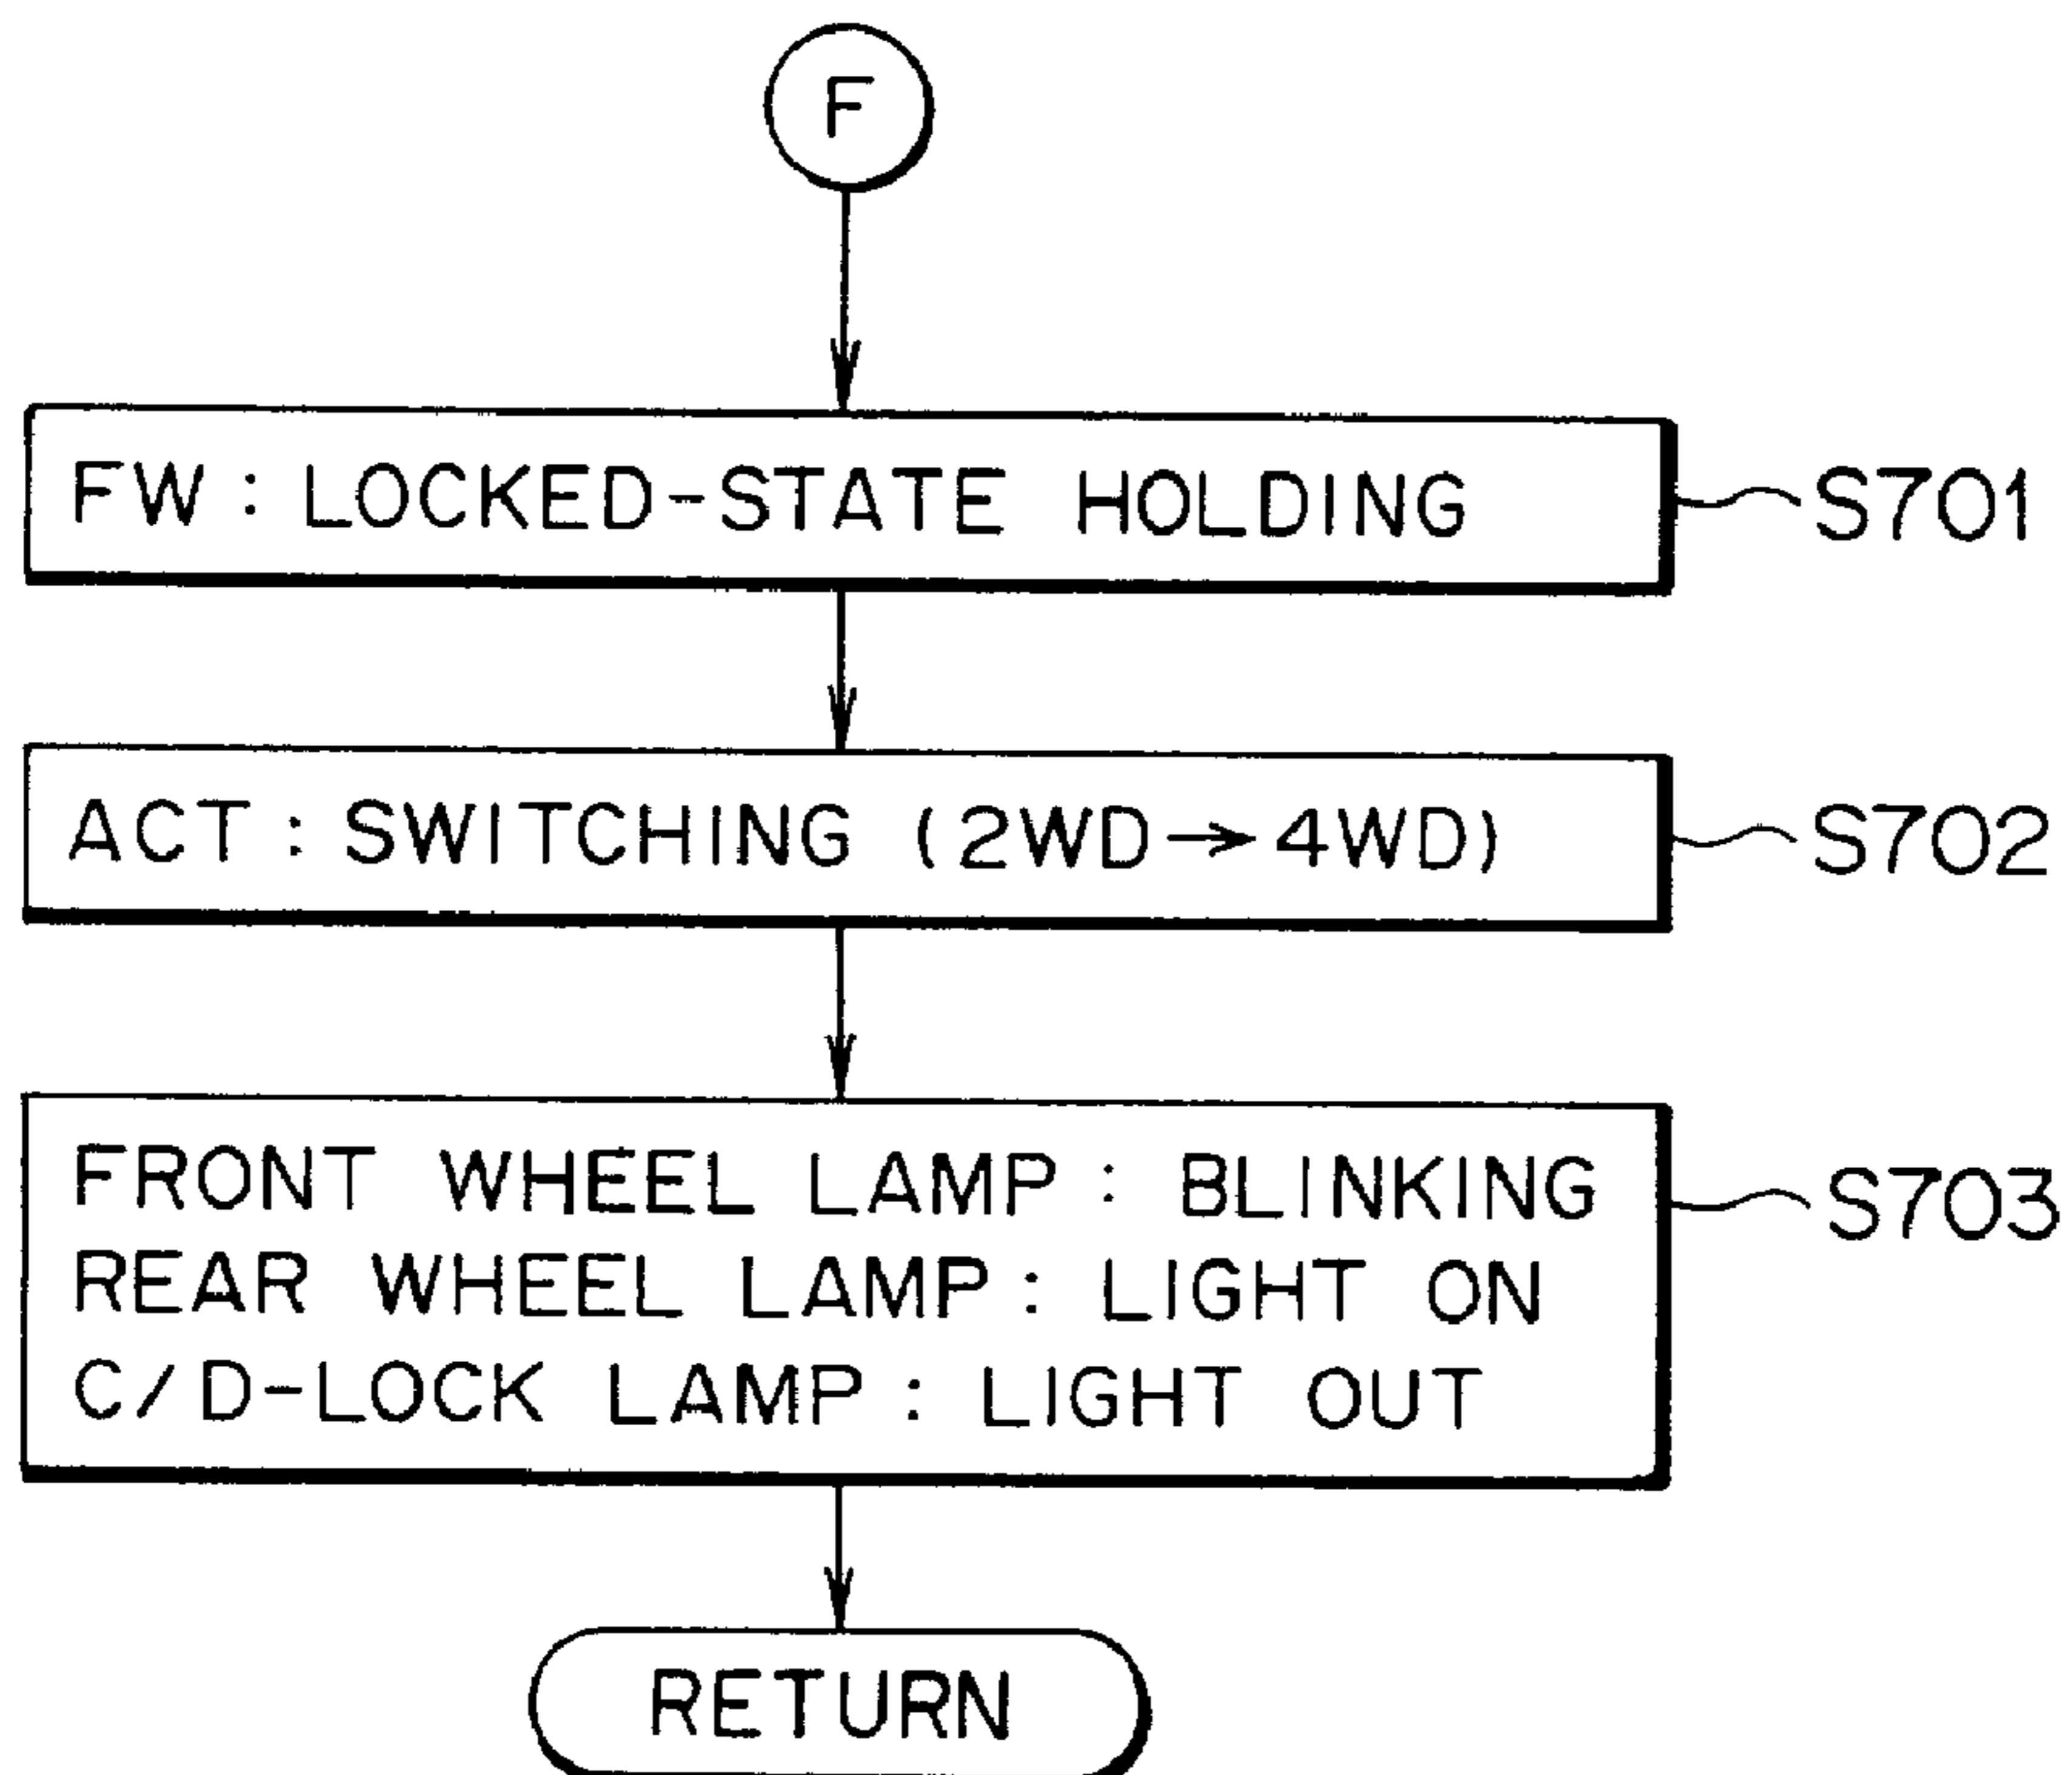 F
FW : LOCKED-STATE HOLDING
S701
ACT : SWITCHING (2WD→4WD)
S702
FRONT WHEEL LAMP : BLINKING
S703
REAR WHEEL LAMP : LIGHT ON
C/D-LOCK LAMP : LIGHT OUT
RETURN